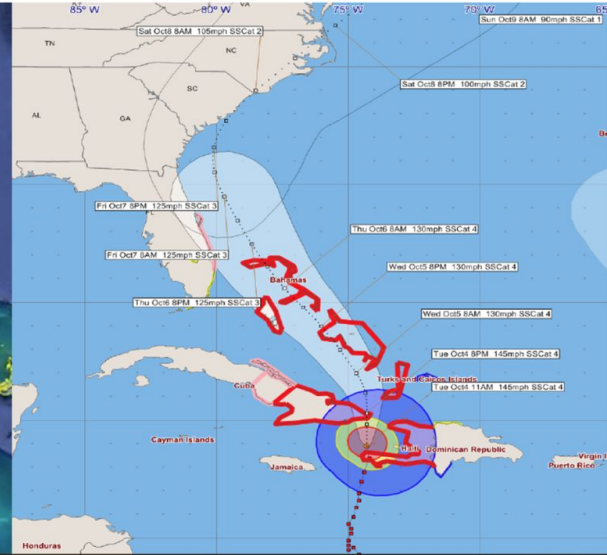 85° W
80° W
VA
75° W
70° W
65
Sun Oct9 8AM 90mph SSCat 1
Sat Oct8 8AM 105mph SSCat 2
TN
NC
Sat Oct8 8PM 100mph SSCat 2
SC
AL
GA
Be
Fri Oct7 8PM 125mph SSCat 3
FL
Thu Oct6 8AM 130mph SSCat 4
Fri Oct7 8AM 125mph SSCat 3
Wed Oct5 8PM 130mph SSCat 4
Bahamas
Thu Oct6 8PM 125mph SSCat 3
Wed Oct5 8AM 130mph SSCat 4
Tue Oct4 8PM 145mph SSCat 4
Turks and Caicos Islands
Cuba
Tue Oct4 11AM 145mph SSCat 4
Cayman Islands
Haiti
Dominican Republic
Jamaica
Virgin I
Puerto Rico
Honduras